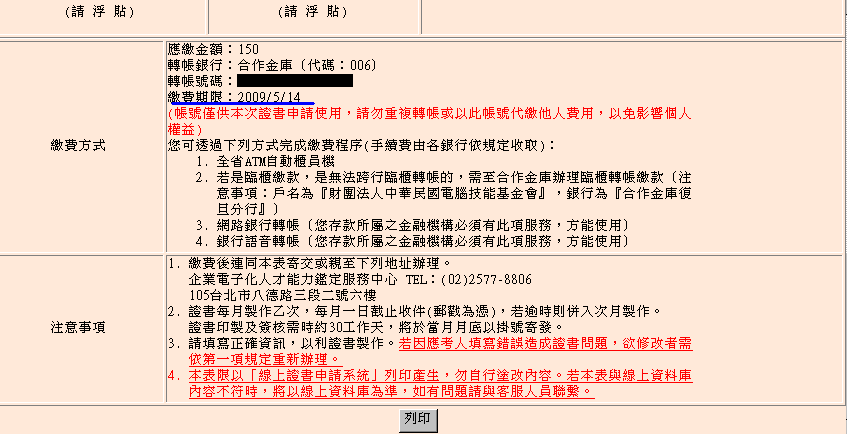 (請 浮 貼)
(請 浮 貼)
應繳金額：150
轉帳銀行：合作金庫〔代碼：006〕
轉帳號碼：
繳費期限：2009/5/14
(帳號僅供本次證書申請使用，請勿重複轉帳或以此帳號代繳他人費用，以免影響個人
權益)
繳費方式
您可透過下列方式完成繳費程序(手續費由各銀行依規定收取)：
1. 全省ATM自動櫃員機
2. 若是臨櫃繳款，是無法跨行臨櫃轉帳的，需至合作金庫辦理臨櫃轉帳繳款〔注
意事項：戶名為『財團法人中華民國電腦技能基金會』，銀行為『合作金庫復
旦分行』〕
3. 網路銀行轉帳〔您存款所屬之金融機構必須有此項服務，方能使用〕
4. 銀行語音轉帳〔您存款所屬之金融機構必須有此項服務，方能使用〕
注意事項
1. 繳費後連同本表寄交或親至下列地址辦理。
企業電子化人才能力鑑定服務中心 TEL：(02)2577-8806
105台北市八德路三段二號六樓
2. 證書每月製作乙次，每月一日截止收件(郵戳為憑)，若逾時則併入次月製作。
證書印製及簽核需時約30工作天，將於當月月底以掛號寄發。
3. 請填寫正確資訊，以利證書製作。若因應考人填寫錯誤造成證書問題，欲修改者需
依第一項規定重新辦理。
4. 本表限以「線上證書申請系統」列印產生，勿自行塗改內容。若本表與線上資料庫
內容不符時，將以線上資料庫為準，如有問題請與客服人員聯繫。
列印